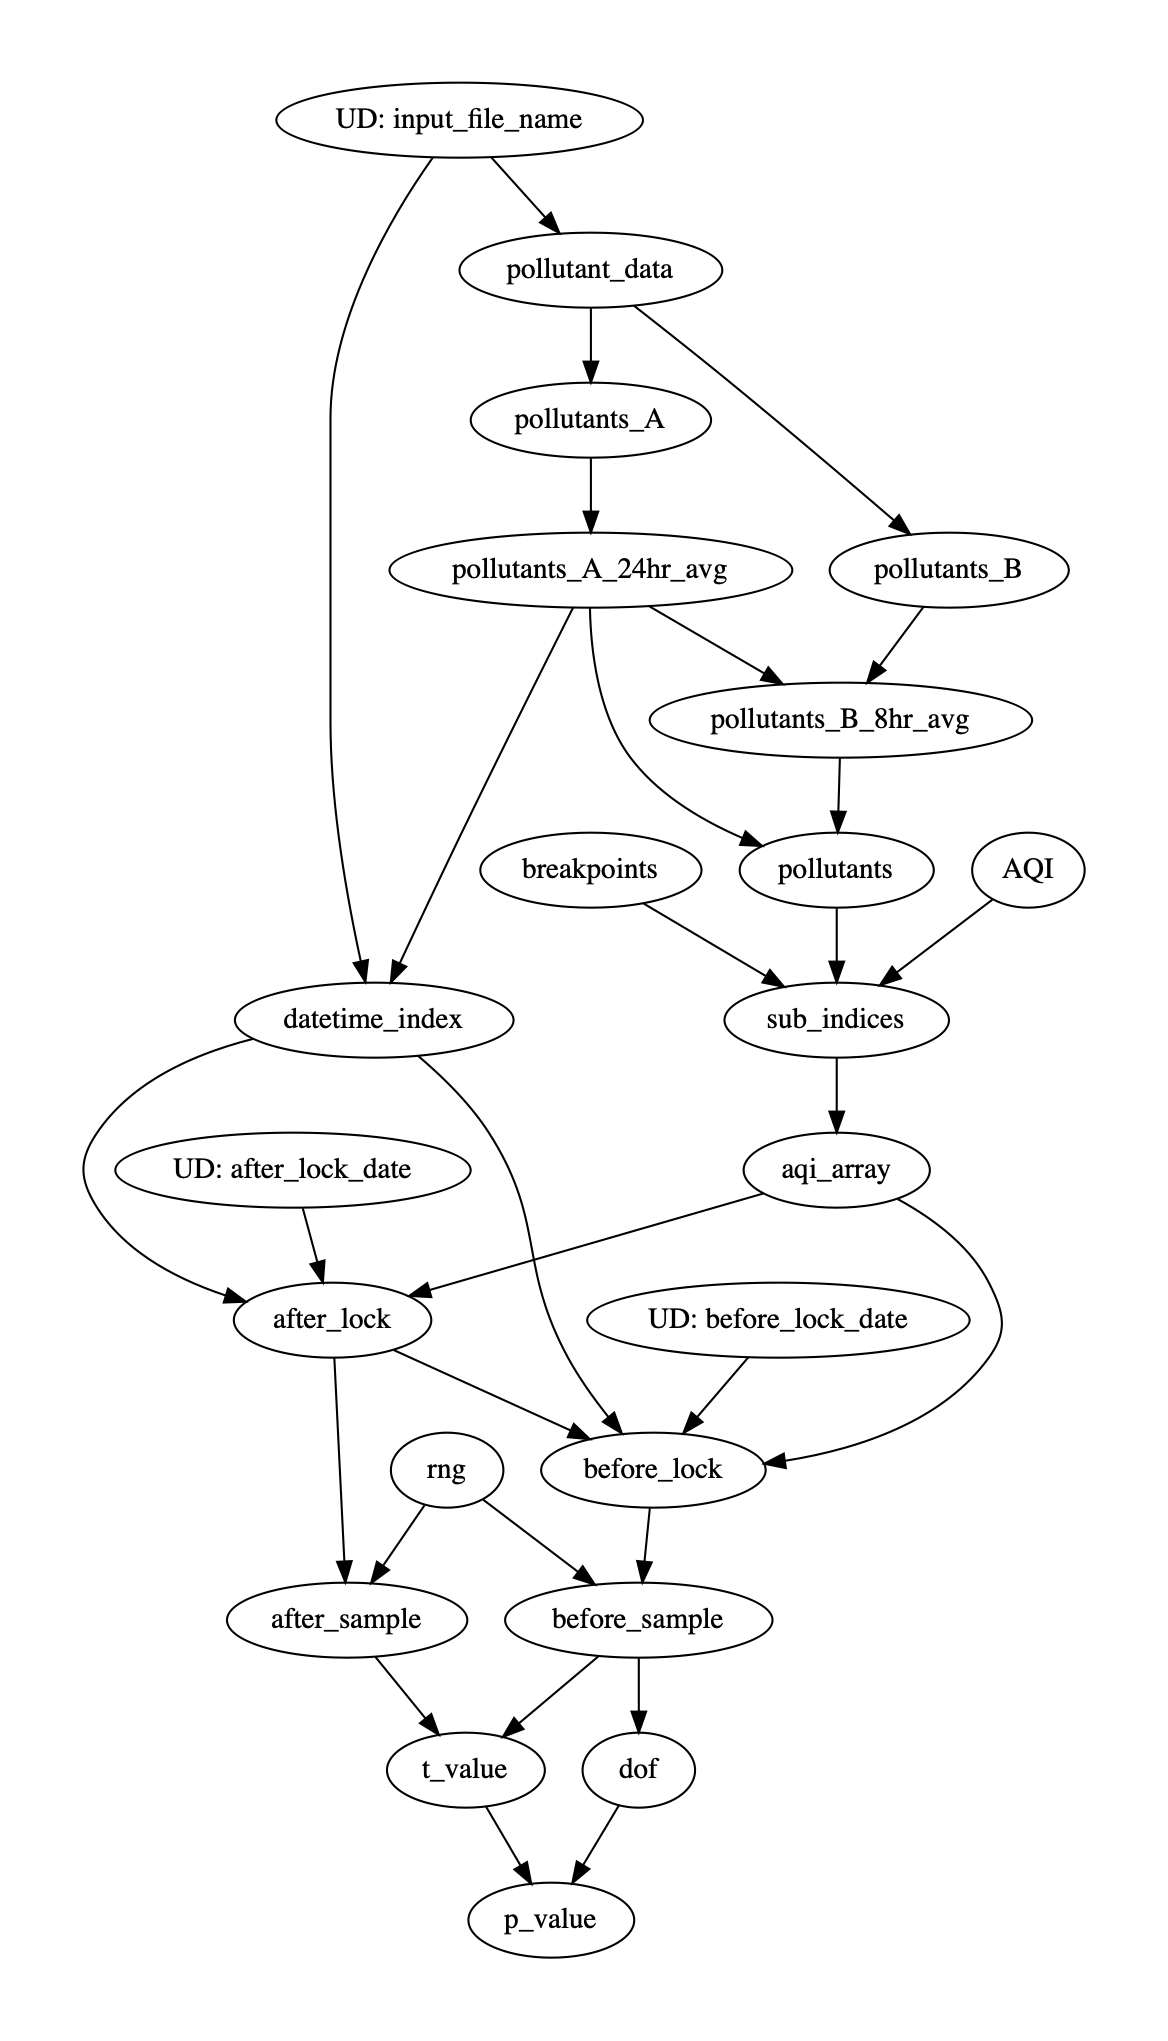 UD: input_file_name
pollutant_data
pollutants_A
pollutants_A_24hr_avg
pollutants_B
pollutants_B_8hr_avg
breakpoints
pollutants
AQI
datetime_index
sub_indices
UD: after_lock_date
aqi_array
after_lock
UD: before_lock_date
rng
before_lock
after_sample
before_sample
t_value
dof
p_value